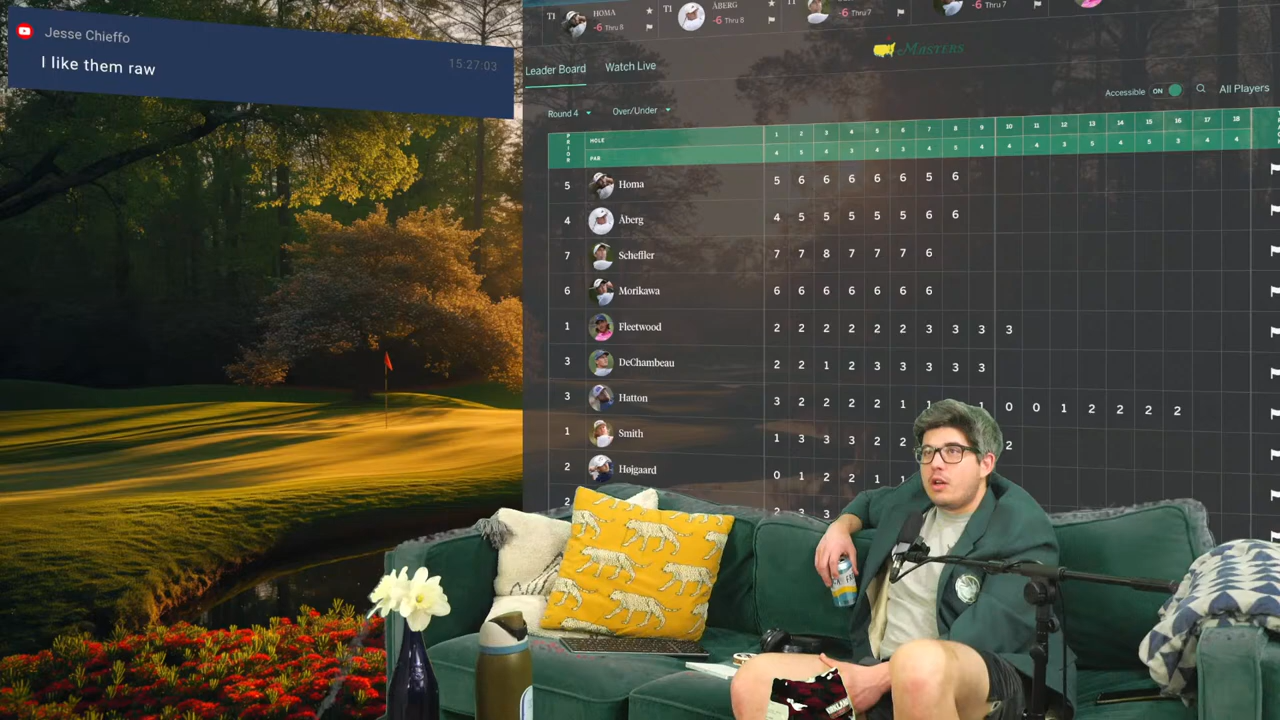 Jesse Chieffo
I like them raw
15:27:03
T1 HOMA -6 Thru 8
T1 ÅBERG -6 Thru 8
-6 Thru 7
-6 Thru 7
Masters
Leader Board Watch Live
Accessible ON All Players
Round 4 Over/Under
PRIOR HOLE 1 2 3 4 5 6 7 8 9 10 11 12 13 14 15 16 17 18
PAR 4 5 4 3 4 3 4 5 4 4 4 3 5 4 5 3 4 4
5 Homa 5 6 6 6 6 6 5 6
4 Åberg 4 5 5 5 5 5 6 6
7 Scheffler 7 7 8 7 7 7 6
6 Morikawa 6 6 6 6 6 6 6
1 Fleetwood 2 2 2 2 2 2 3 3 3 3
3 DeChambeau 2 2 1 2 3 3 3 3 3
3 Hatton 3 2 2 2 2 1 1 0 0 1 2 2 2 2
1 Smith 1 3 3 3 2 2 2
2 Højgaard 0 1 2 2 1
2 2 3 3